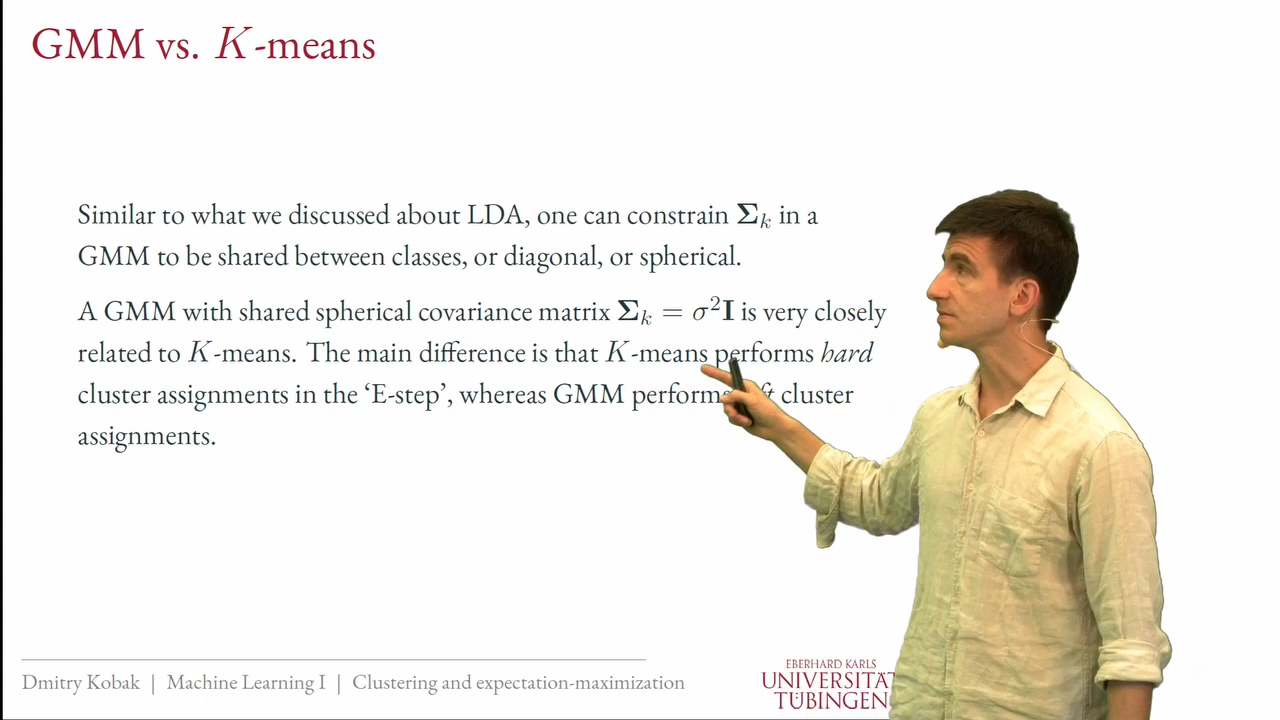 GMM vs. K-means
Similar to what we discussed about LDA, one can constrain Σₖ in a
GMM to be shared between classes, or diagonal, or spherical.
A GMM with shared spherical covariance matrix Σₖ = σ²I is very closely
related to K-means. The main difference is that K-means performs hard
cluster assignments in the ‘E-step’, whereas GMM performs cluster
assignments.
Dmitry Kobak | Machine Learning I | Clustering and expectation-maximization
EBERHARD KARLS
UNIVERSITÄT
TÜBINGEN